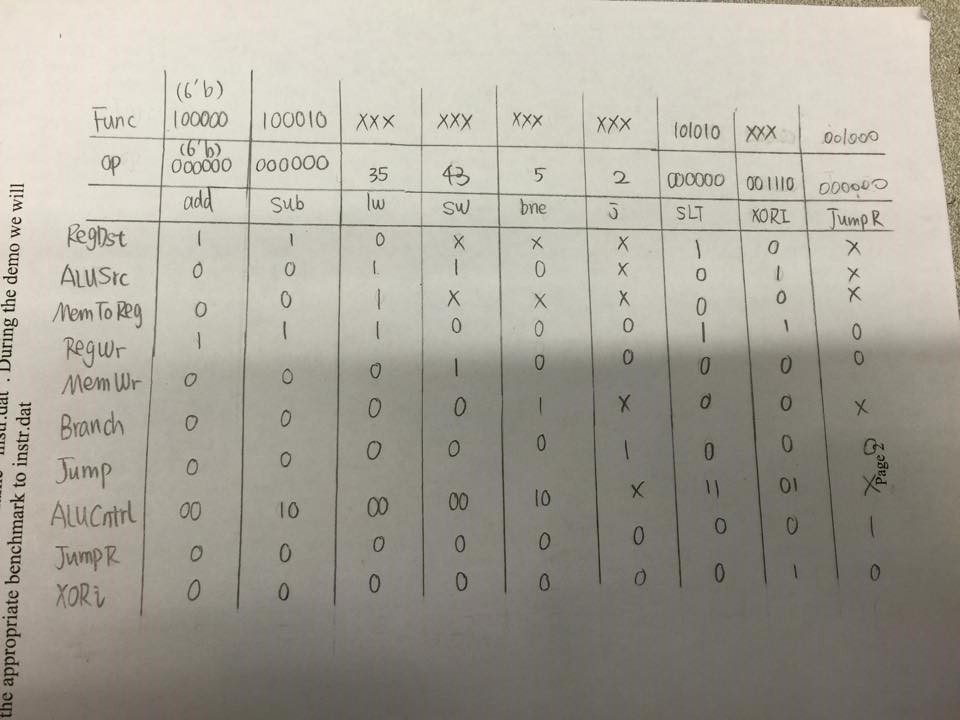 (6'b)
Func 100000 100010 XXX XXX XXX XXX 101010 XXX 001000
(6'b)
op 000000 000000 35 43 5 2 000000 001110 000000
add sub lw sw bne j SLT XORI JumpR
RegDst 1 1 0 X X X 1 0 X
ALUSrc 0 0 1 1 0 X 0 1 X
MemToReg 0 0 1 X X X 0 0 X
RegWr 1 1 1 0 0 0 1 1 0
MemWr 0 0 0 1 0 0 0 0 0
Branch 0 0 0 0 1 X 0 0 X
Jump 0 0 0 0 0 1 0 0 0
ALUCntrl 00 10 00 00 10 X 11 01 X
JumpR 0 0 0 0 0 0 0 0 1
XORi 0 0 0 0 0 0 0 1 0
Page 2
instr.dat . During the demo we will
the appropriate benchmark to instr.dat